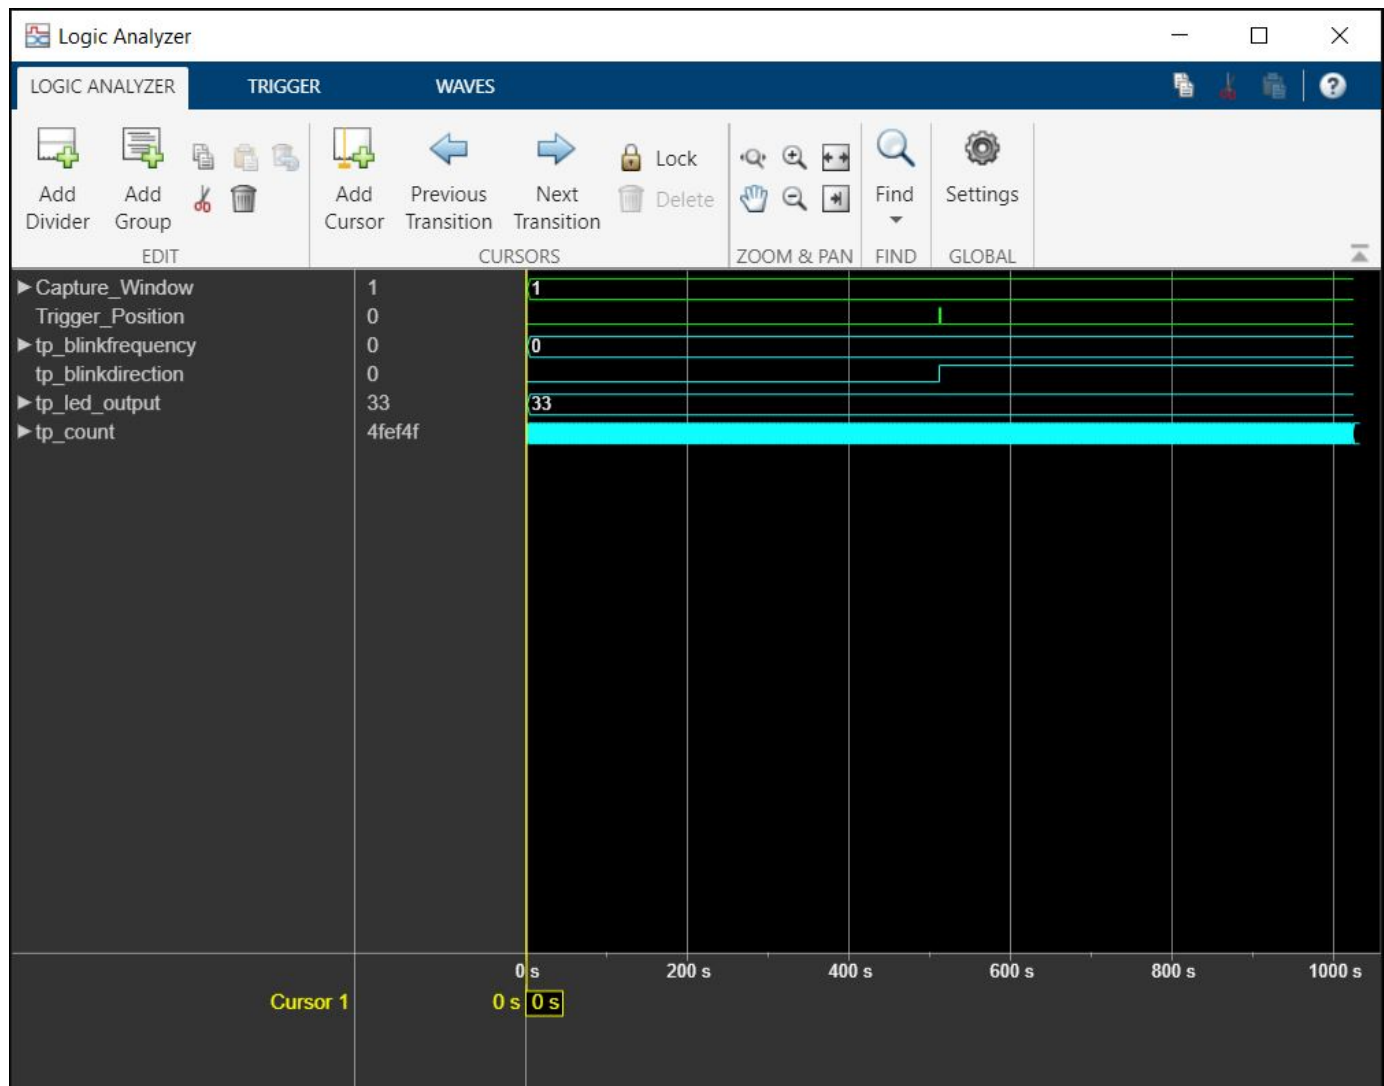 Logic Analyzer
LOGIC ANALYZER TRIGGER WAVES
Add Divider
Add Group
EDIT
Add Cursor
Previous Transition
Next Transition
Lock
Delete
CURSORS
ZOOM & PAN
Find
FIND
Settings
GLOBAL
Capture_Window 1 1
Trigger_Position 0
tp_blinkfrequency 0 0
tp_blinkdirection 0
tp_led_output 33 33
tp_count 4fef4f
0 s 200 s 400 s 600 s 800 s 1000 s
Cursor 1 0 s 0 s